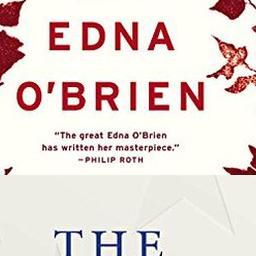 EDNA
O'BRIEN
"The great Edna O'Brien
has written her masterpiece."
—PHILIP ROTH
THE